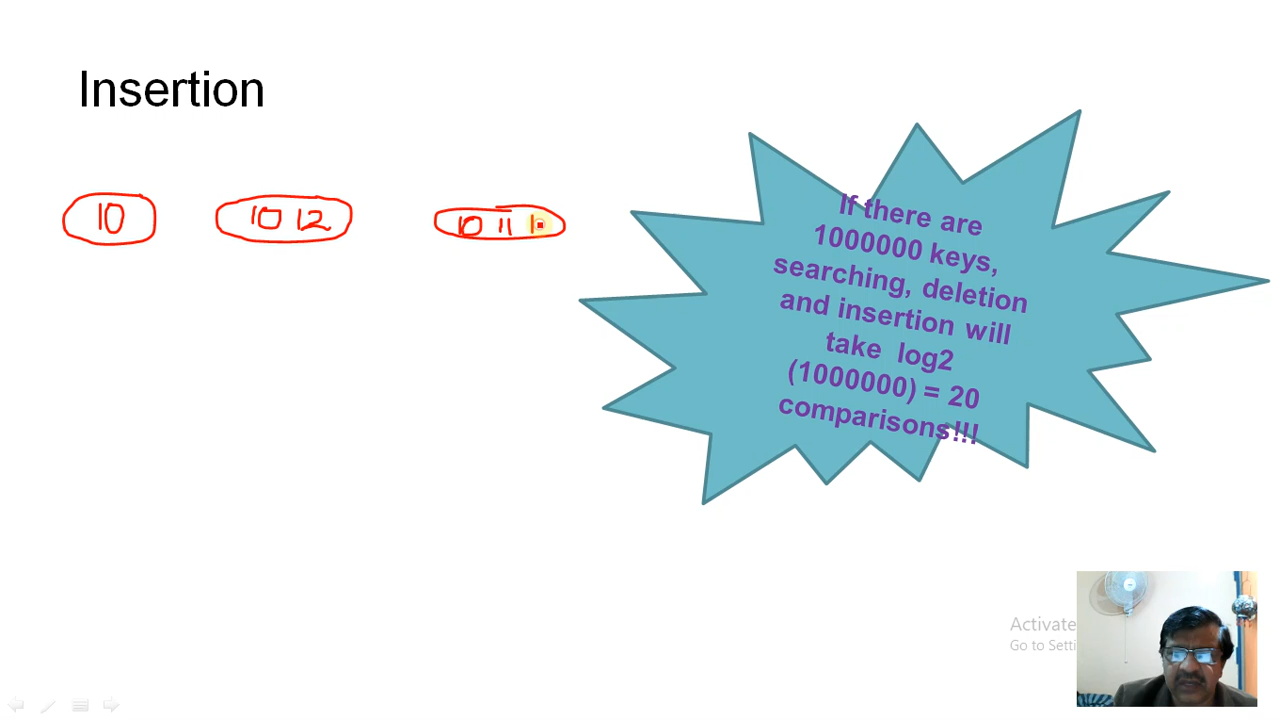 Insertion
10
10 12
10 11
If there are
1000000 keys,
searching, deletion
and insertion will
take log2
(1000000) = 20
comparisons!!!
Activate
Go to Setti